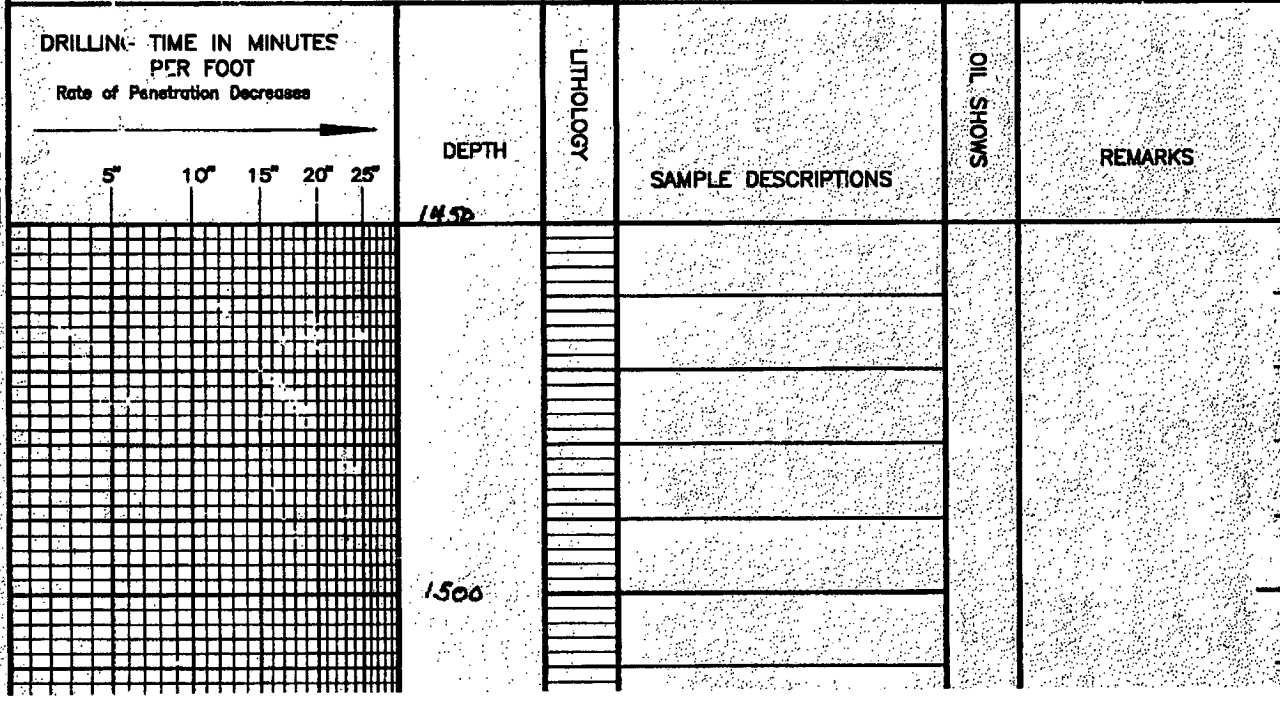 DRILLING TIME IN MINUTES
PER FOOT
Rate of Penetration Decreases
5" 10" 15" 20" 25"
DEPTH
1450
LITHOLOGY
SAMPLE DESCRIPTIONS
OIL SHOWS
REMARKS
1500